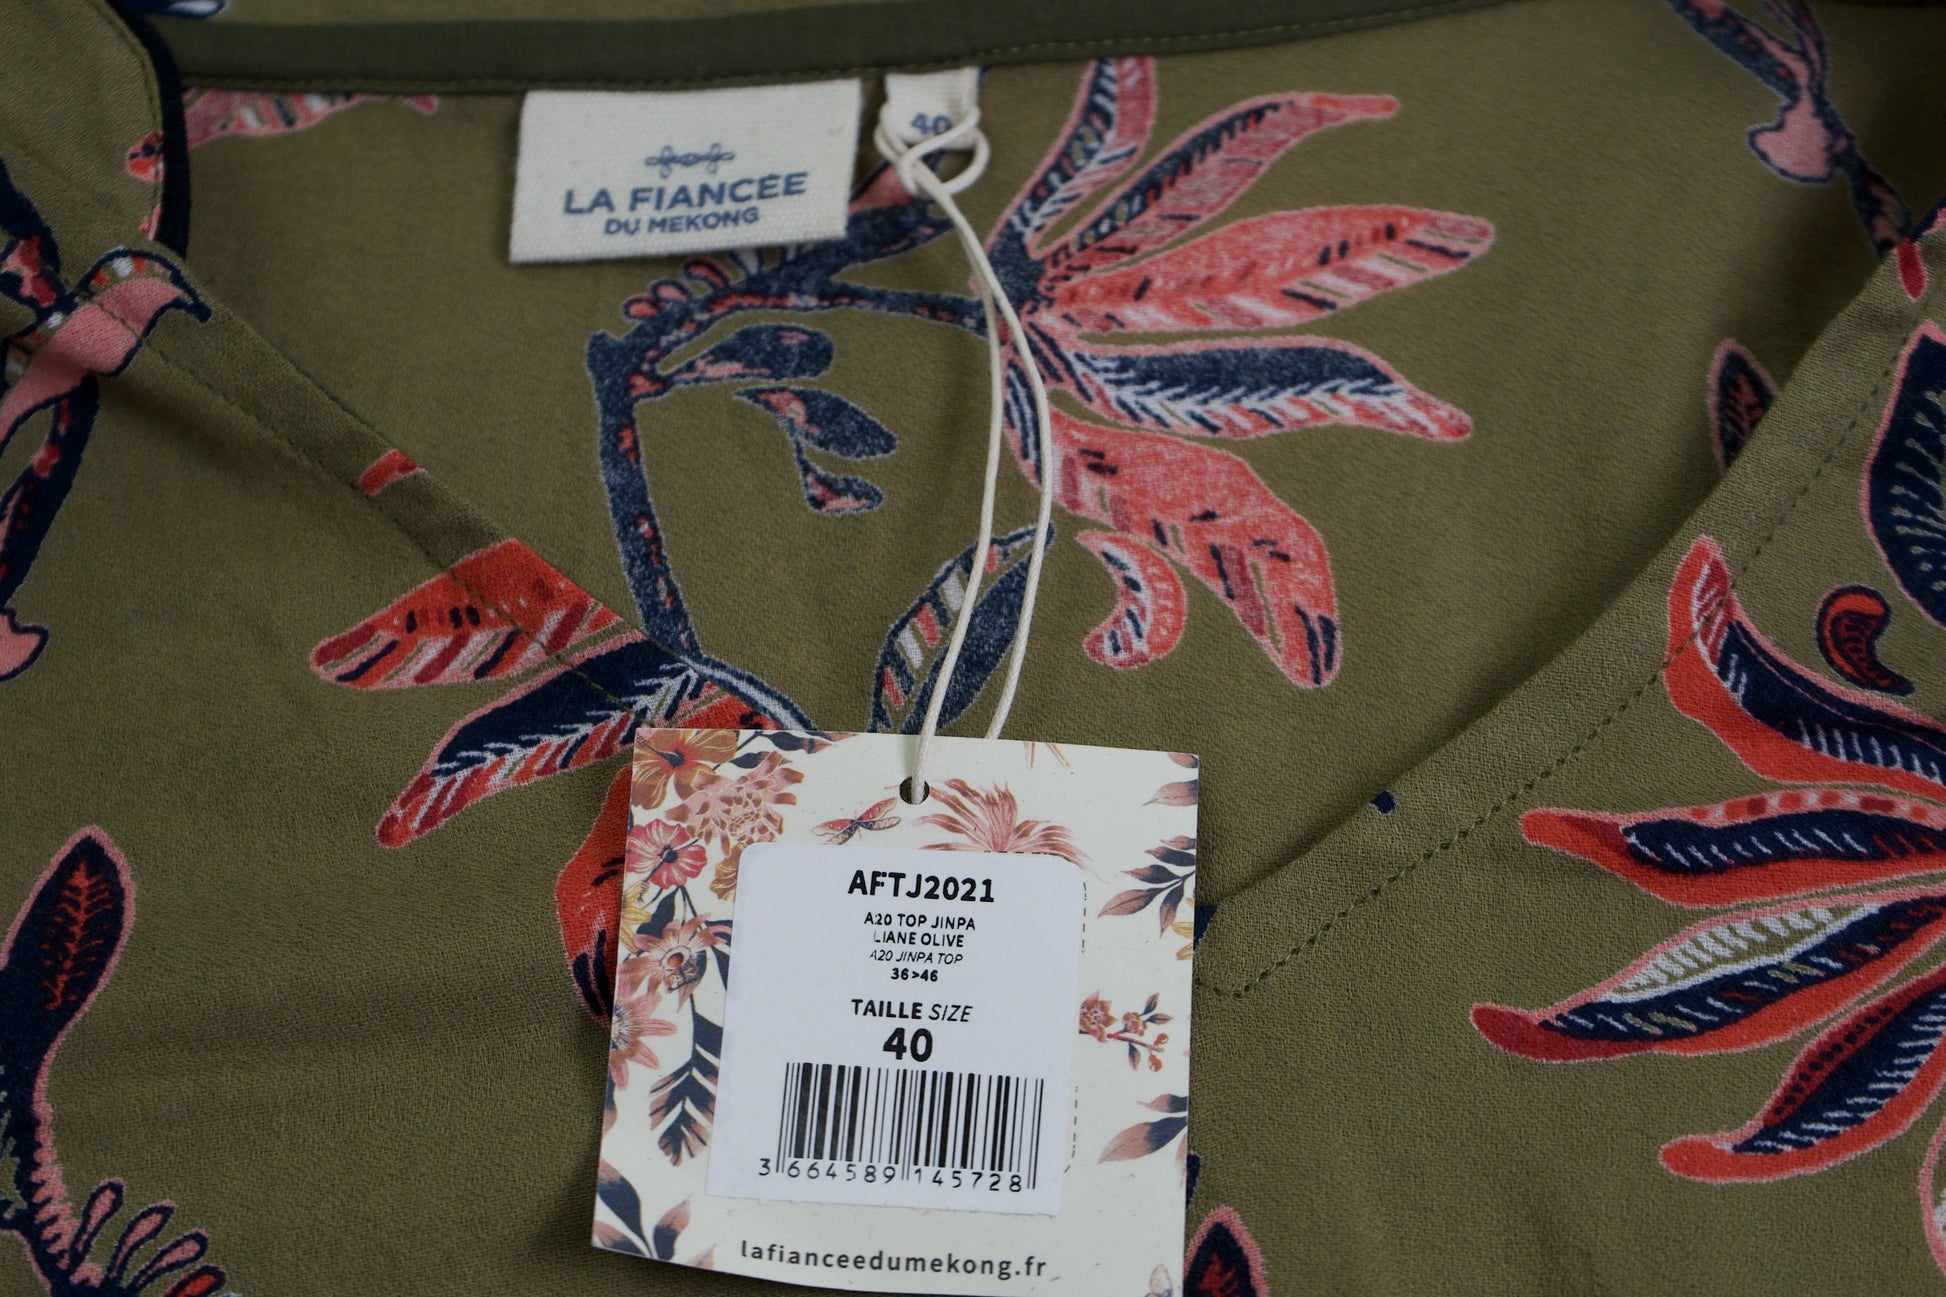 LA FIANCÉE
DU MEKONG
40
AFTJ2021
A20 TOP JINPA
LIANE OLIVE
A20 JINPA TOP
36>46
TAILLE SIZE
40
3 664589 145728
lafianceedumekong.fr